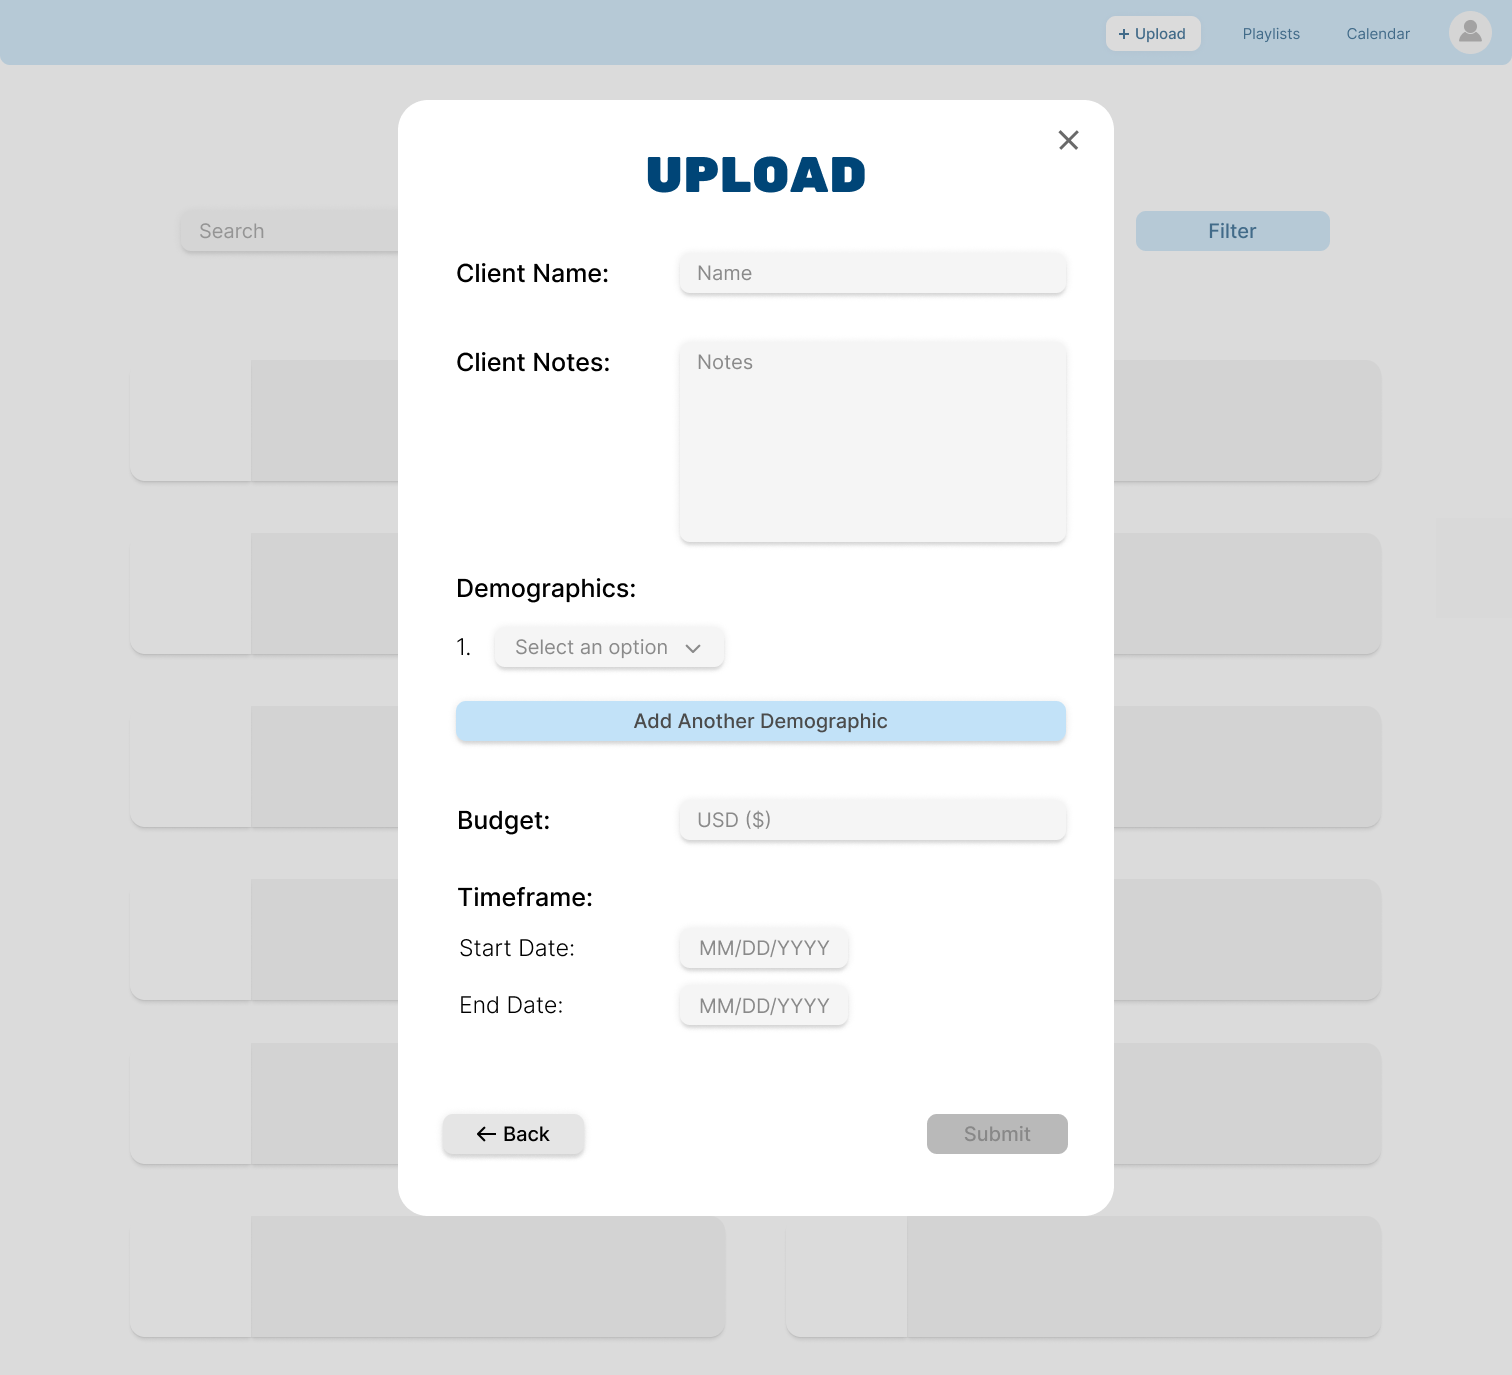 + Upload
Playlists
Calendar
UPLOAD
Search
Filter
Client Name:
Name
Client Notes:
Notes
Demographics:
1.
Select an option
Add Another Demographic
Budget:
USD ($)
Timeframe:
Start Date:
MM/DD/YYYY
End Date:
MM/DD/YYYY
← Back
Submit